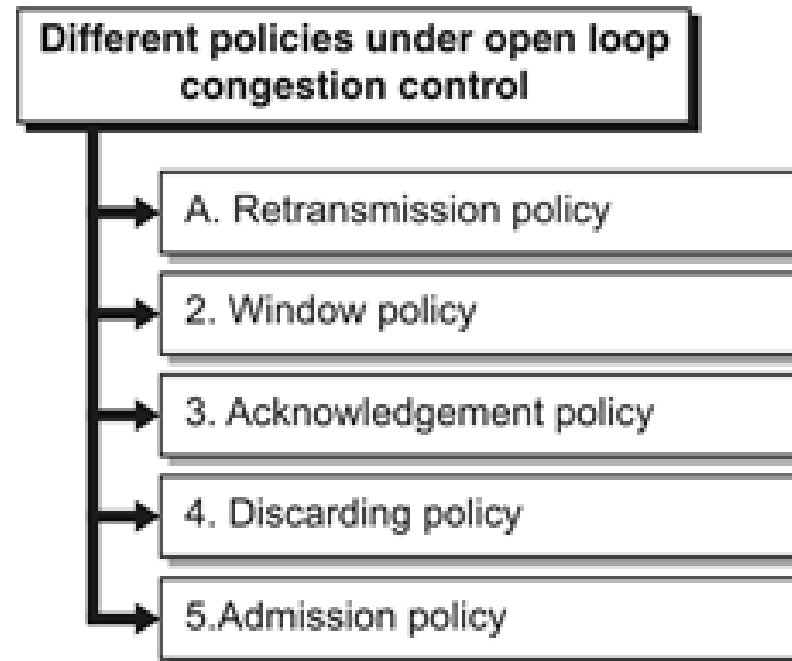 Different policies under open loop
congestion control
A. Retransmission policy
2. Window policy
3. Acknowledgement policy
4. Discarding policy
5.Admission policy